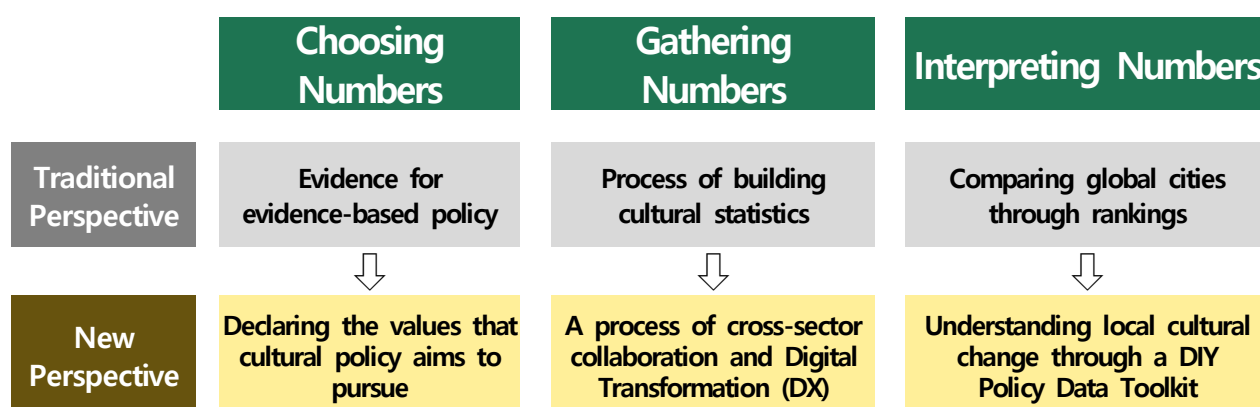 Choosing
Numbers
Gathering
Numbers
Interpreting Numbers
Traditional
Perspective
Evidence for
evidence-based policy
Process of building
cultural statistics
Comparing global cities
through rankings
New
Perspective
Declaring the values that
cultural policy aims to
pursue
A process of cross-sector
collaboration and Digital
Transformation (DX)
Understanding local cultural
change through a DIY
Policy Data Toolkit